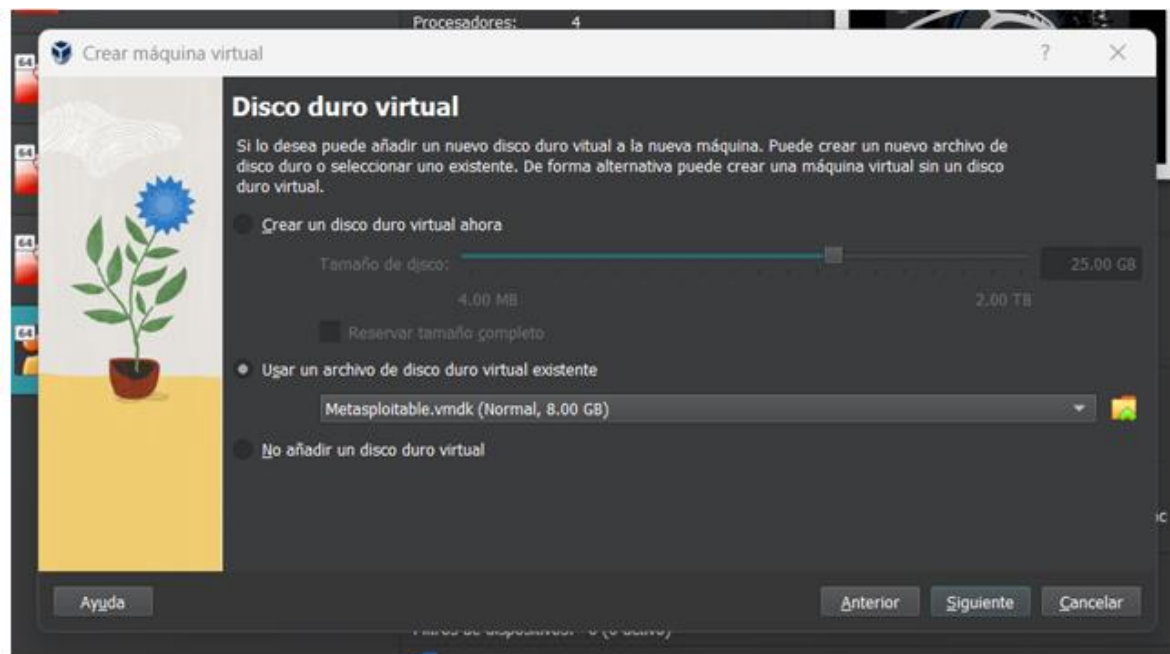 Procesadores: 4
64
Crear máquina virtual
?
Disco duro virtual
Si lo desea puede añadir un nuevo disco duro vitual a la nueva máquina. Puede crear un nuevo archivo de
disco duro o seleccionar uno existente. De forma alternativa puede crear una máquina virtual sin un disco
duro virtual.
64
Crear un disco duro virtual ahora
64
Tamaño de disco:
25.00 GB
4.00 MB
2.00 TB
64
Reservar tamaño completo
Usar un archivo de disco duro virtual existente
Metasploitable.vmdk (Normal, 8.00 GB)
No añadir un disco duro virtual
Ayuda
Anterior
Siguiente
Cancelar